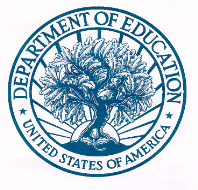 DEPARTMENT OF EDUCATION
★ UNITED STATES OF AMERICA ★